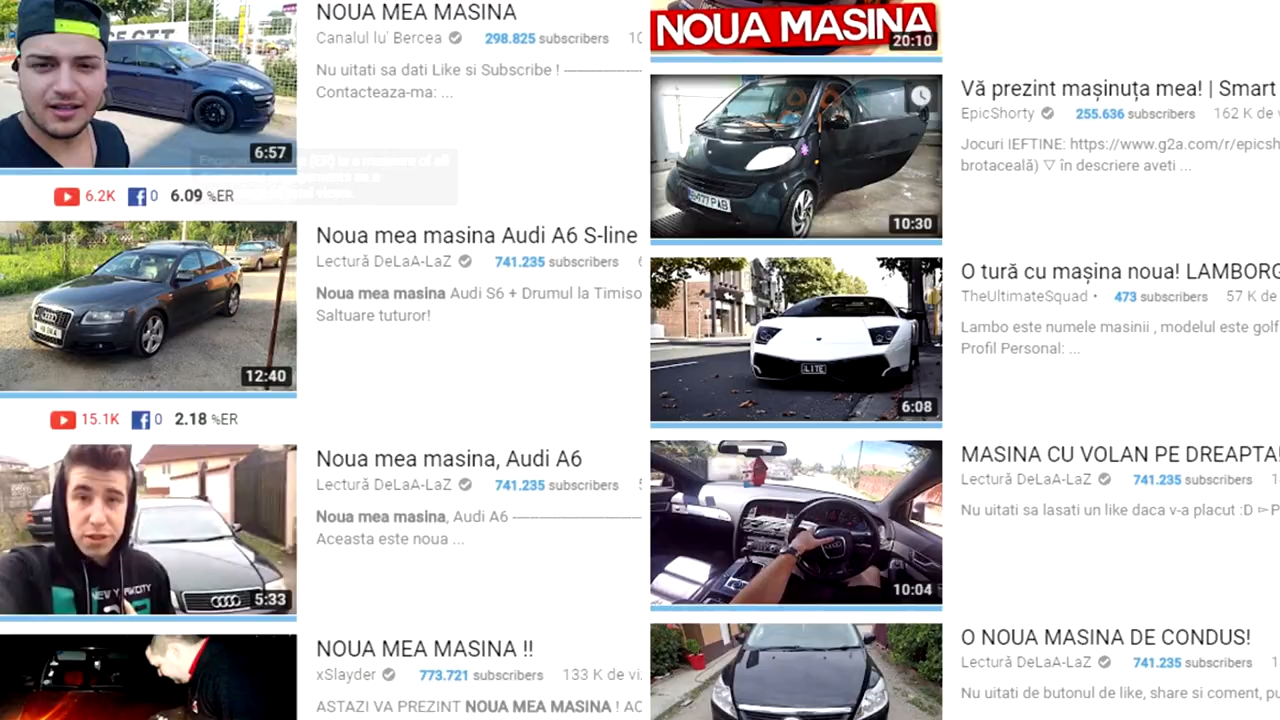 NOUA MEA MASINA
Canalul lu' Bercea 298.825 subscribers
Nu uitati sa dati Like si Subscribe !
Contacteaza-ma: ...
6:57
6.2K 0 6.09 %ER
Noua mea masina Audi A6 S-line
Lectură DeLaA-LaZ 741.235 subscribers
Noua mea masina Audi S6 + Drumul la Timiso
Saltuare tuturor!
12:40
15.1K 0 2.18 %ER
Noua mea masina, Audi A6
Lectură DeLaA-LaZ 741.235 subscribers
Noua mea masina, Audi A6
Aceasta este noua ...
NEW Y
CITY
5:33
NOUA MEA MASINA !!
xSlayder 773.721 subscribers 133 K de vi
ASTAZI VA PREZINT NOUA MEA MASINA !
NOUA MASINA
20:10
Vă prezint mașinuța mea! | Smart
EpicShorty 255.636 subscribers 162 K de
Jocuri IEFTINE: https://www.g2a.com/r/epicsh
brotaceală) ▽ în descriere aveti ...
10:30
O tură cu mașina noua! LAMBORG
TheUltimateSquad • 473 subscribers 57 K de
Lambo este numele masinii , modelul este golf
Profil Personal: ...
6:08
MASINA CU VOLAN PE DREAPTA!
Lectură DeLaA-LaZ 741.235 subscribers
Nu uitati sa lasati un like daca v-a placut :D ▻ P
10:04
O NOUA MASINA DE CONDUS!
Lectură DeLaA-LaZ 741.235 subscribers
Nu uitati de butonul de like, share si coment, pu